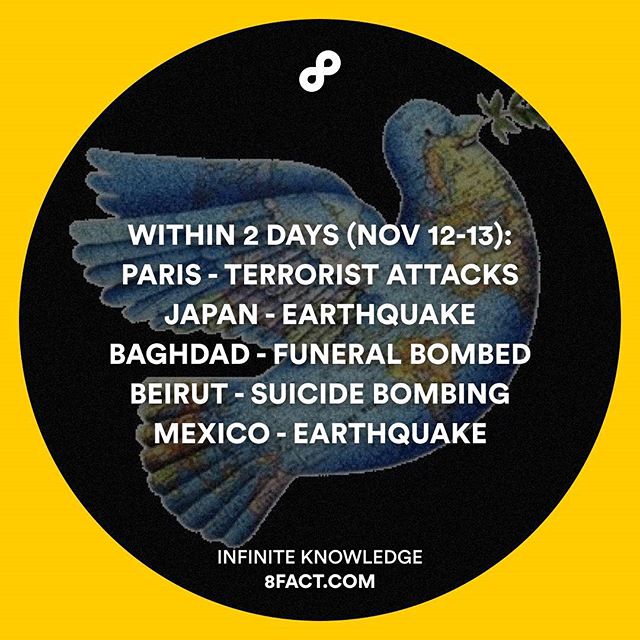 WITHIN 2 DAYS (NOV 12-13):
PARIS - TERRORIST ATTACKS
JAPAN - EARTHQUAKE
BAGHDAD - FUNERAL BOMBED
BEIRUT - SUICIDE BOMBING
MEXICO - EARTHQUAKE
INFINITE KNOWLEDGE
8FACT.COM